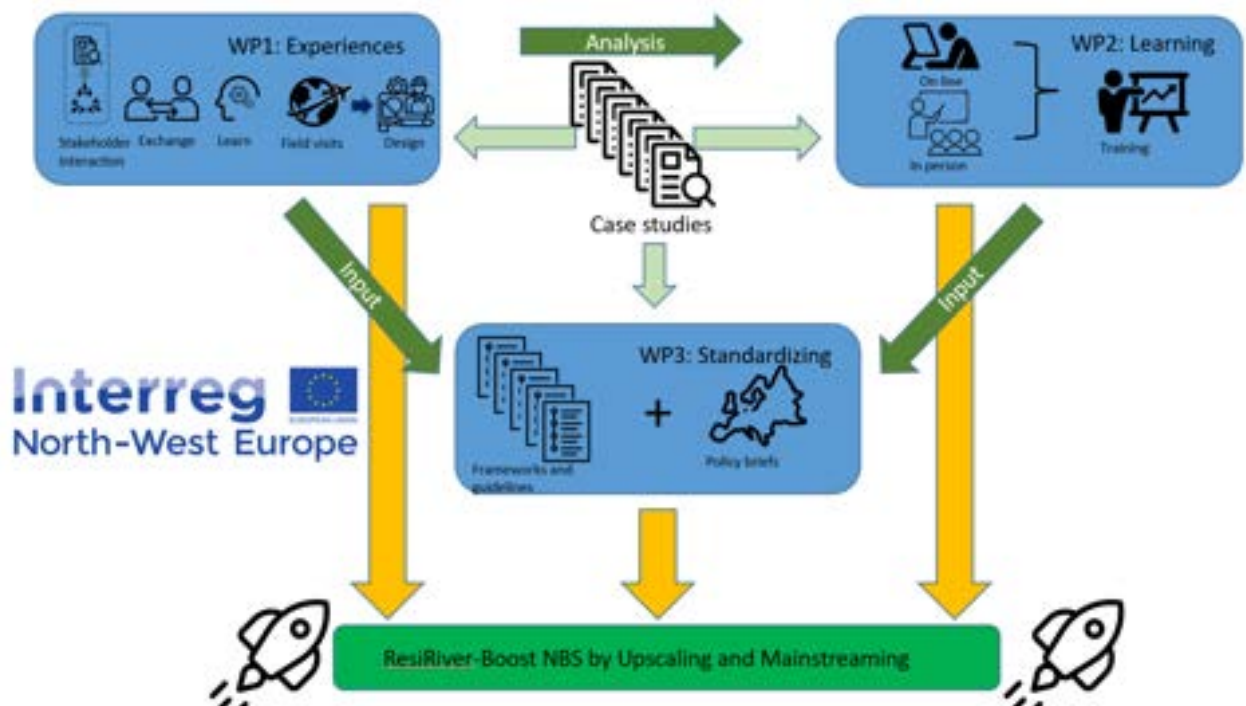 WP1: Experiences
Stakeholder
Interaction
Exchange
Learn
Field visits
Design
Analysis
Case studies
WP2: Learning
On line
In person
Training
Input
Input
WP3: Standardizing
Frameworks and
guidelines
+
Policy briefs
Interreg
EUROPEAN UNION
North-West Europe
ResiRiver-Boost NBS by Upscaling and Mainstreaming